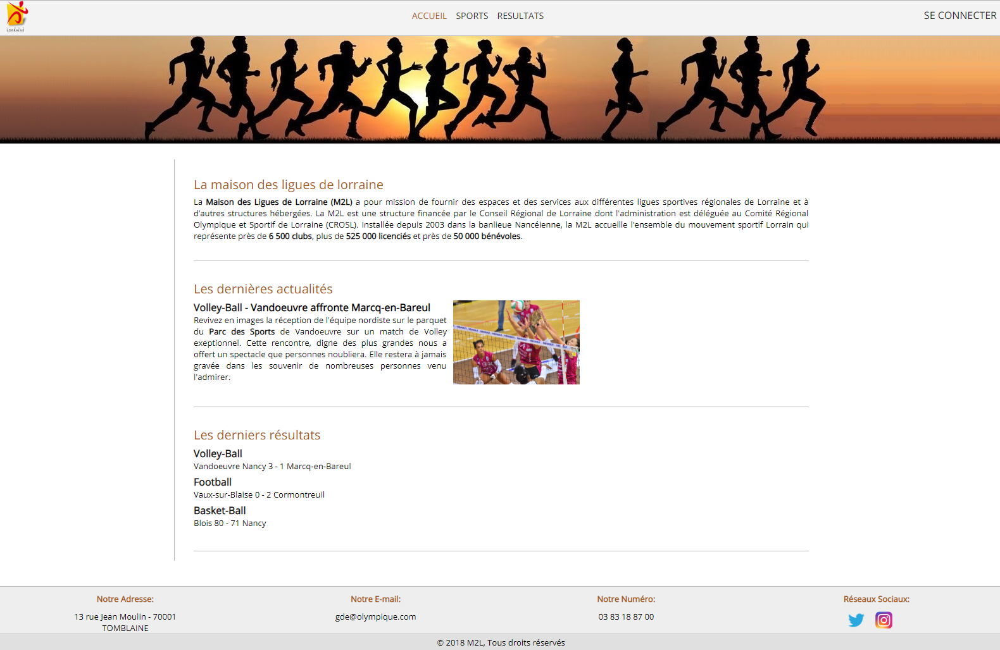 LORRAINE
ACCUEIL SPORTS RESULTATS
SE CONNECTER
La maison des ligues de lorraine
La Maison des Ligues de Lorraine (M2L) a pour mission de fournir des espaces et des services aux différentes ligues sportives régionales de Lorraine et à
d’autres structures hébergées. La M2L est une structure financée par le Conseil Régional de Lorraine dont l'administration est déléguée au Comité Régional
Olympique et Sportif de Lorraine (CROSL). Installée depuis 2003 dans la banlieue Nancéienne, la M2L accueille l'ensemble du mouvement sportif Lorrain qui
représente près de 6 500 clubs, plus de 525 000 licenciés et près de 50 000 bénévoles.
Les dernières actualités
Volley-Ball - Vandoeuvre affronte Marcq-en-Bareul
Revivez en images la réception de l'équipe nordiste sur le parquet
du Parc des Sports de Vandoeuvre sur un match de Volley
exeptionnel. Cette rencontre, digne des plus grandes nous a
offert un spectacle que personnes noubliera. Elle restera à jamais
gravée dans les souvenir de nombreuses personnes venu
l'admirer.
Les derniers résultats
Volley-Ball
Vandoeuvre Nancy 3 - 1 Marcq-en-Bareul
Football
Vaux-sur-Blaise 0 - 2 Cormontreuil
Basket-Ball
Blois 80 - 71 Nancy
Notre Adresse:
13 rue Jean Moulin - 70001
TOMBLAINE
Notre E-mail:
gde@olympique.com
Notre Numéro:
03 83 18 87 00
Réseaux Sociaux:
© 2018 M2L, Tous droits réservés